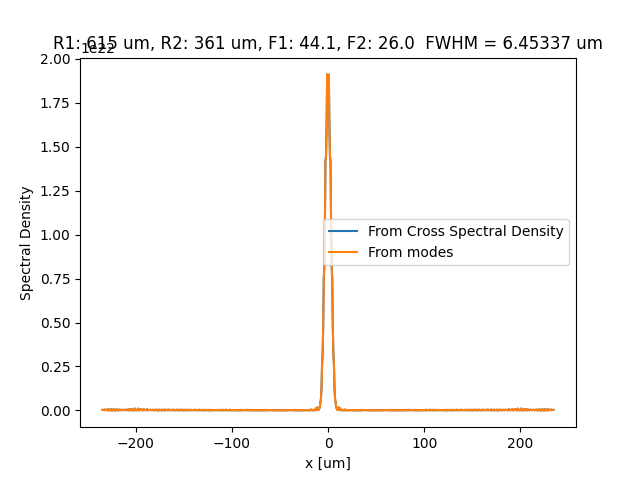 R1: 615 um, R2: 361 um, F1: 44.1, F2: 26.0  FWHM = 6.45337 um
1e22
2.00
1.75
1.50
1.25
1.00
0.75
0.50
0.25
0.00
Spectral Density
From Cross Spectral Density
From modes
−200
−100
0
100
200
x [um]